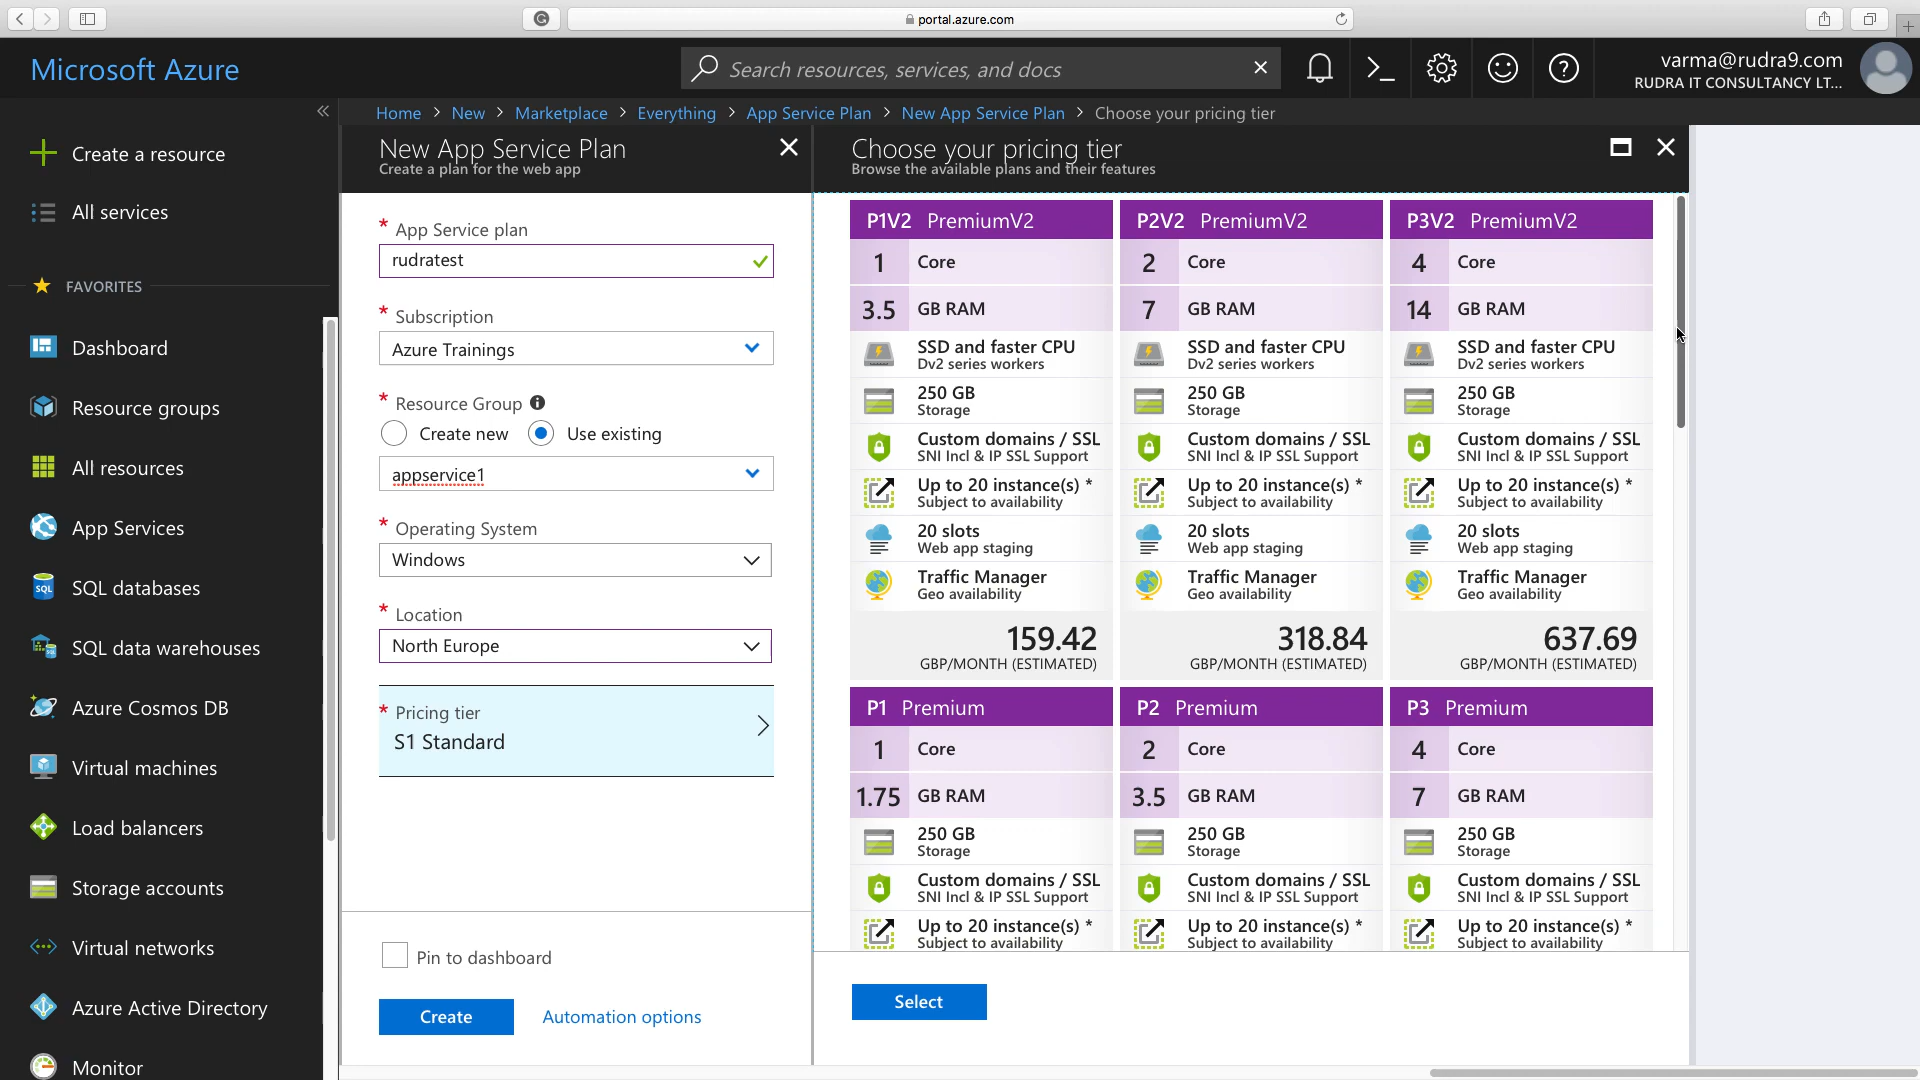 portal.azure.com
Microsoft Azure
Search resources, services, and docs
varma@rudra9.com
RUDRA IT CONSULTANCY LT...
Home > New > Marketplace > Everything > App Service Plan > New App Service Plan > Choose your pricing tier
Create a resource
All services
FAVORITES
Dashboard
Resource groups
All resources
App Services
SQL databases
SQL data warehouses
Azure Cosmos DB
Virtual machines
Load balancers
Storage accounts
Virtual networks
Azure Active Directory
Monitor
New App Service Plan
Create a plan for the web app
* App Service plan
rudratest
* Subscription
Azure Trainings
* Resource Group
Create new
Use existing
appservice1
* Operating System
Windows
* Location
North Europe
* Pricing tier
S1 Standard
Pin to dashboard
Create
Automation options
Choose your pricing tier
Browse the available plans and their features
P1V2 PremiumV2
1 Core
3.5 GB RAM
SSD and faster CPU
Dv2 series workers
250 GB
Storage
Custom domains / SSL
SNI Incl & IP SSL Support
Up to 20 instance(s) *
Subject to availability
20 slots
Web app staging
Traffic Manager
Geo availability
159.42
GBP/MONTH (ESTIMATED)
P2V2 PremiumV2
2 Core
7 GB RAM
SSD and faster CPU
Dv2 series workers
250 GB
Storage
Custom domains / SSL
SNI Incl & IP SSL Support
Up to 20 instance(s) *
Subject to availability
20 slots
Web app staging
Traffic Manager
Geo availability
318.84
GBP/MONTH (ESTIMATED)
P3V2 PremiumV2
4 Core
14 GB RAM
SSD and faster CPU
Dv2 series workers
250 GB
Storage
Custom domains / SSL
SNI Incl & IP SSL Support
Up to 20 instance(s) *
Subject to availability
20 slots
Web app staging
Traffic Manager
Geo availability
637.69
GBP/MONTH (ESTIMATED)
P1 Premium
1 Core
1.75 GB RAM
250 GB
Storage
Custom domains / SSL
SNI Incl & IP SSL Support
Up to 20 instance(s) *
Subject to availability
P2 Premium
2 Core
3.5 GB RAM
250 GB
Storage
Custom domains / SSL
SNI Incl & IP SSL Support
Up to 20 instance(s) *
Subject to availability
P3 Premium
4 Core
7 GB RAM
250 GB
Storage
Custom domains / SSL
SNI Incl & IP SSL Support
Up to 20 instance(s) *
Subject to availability
Select